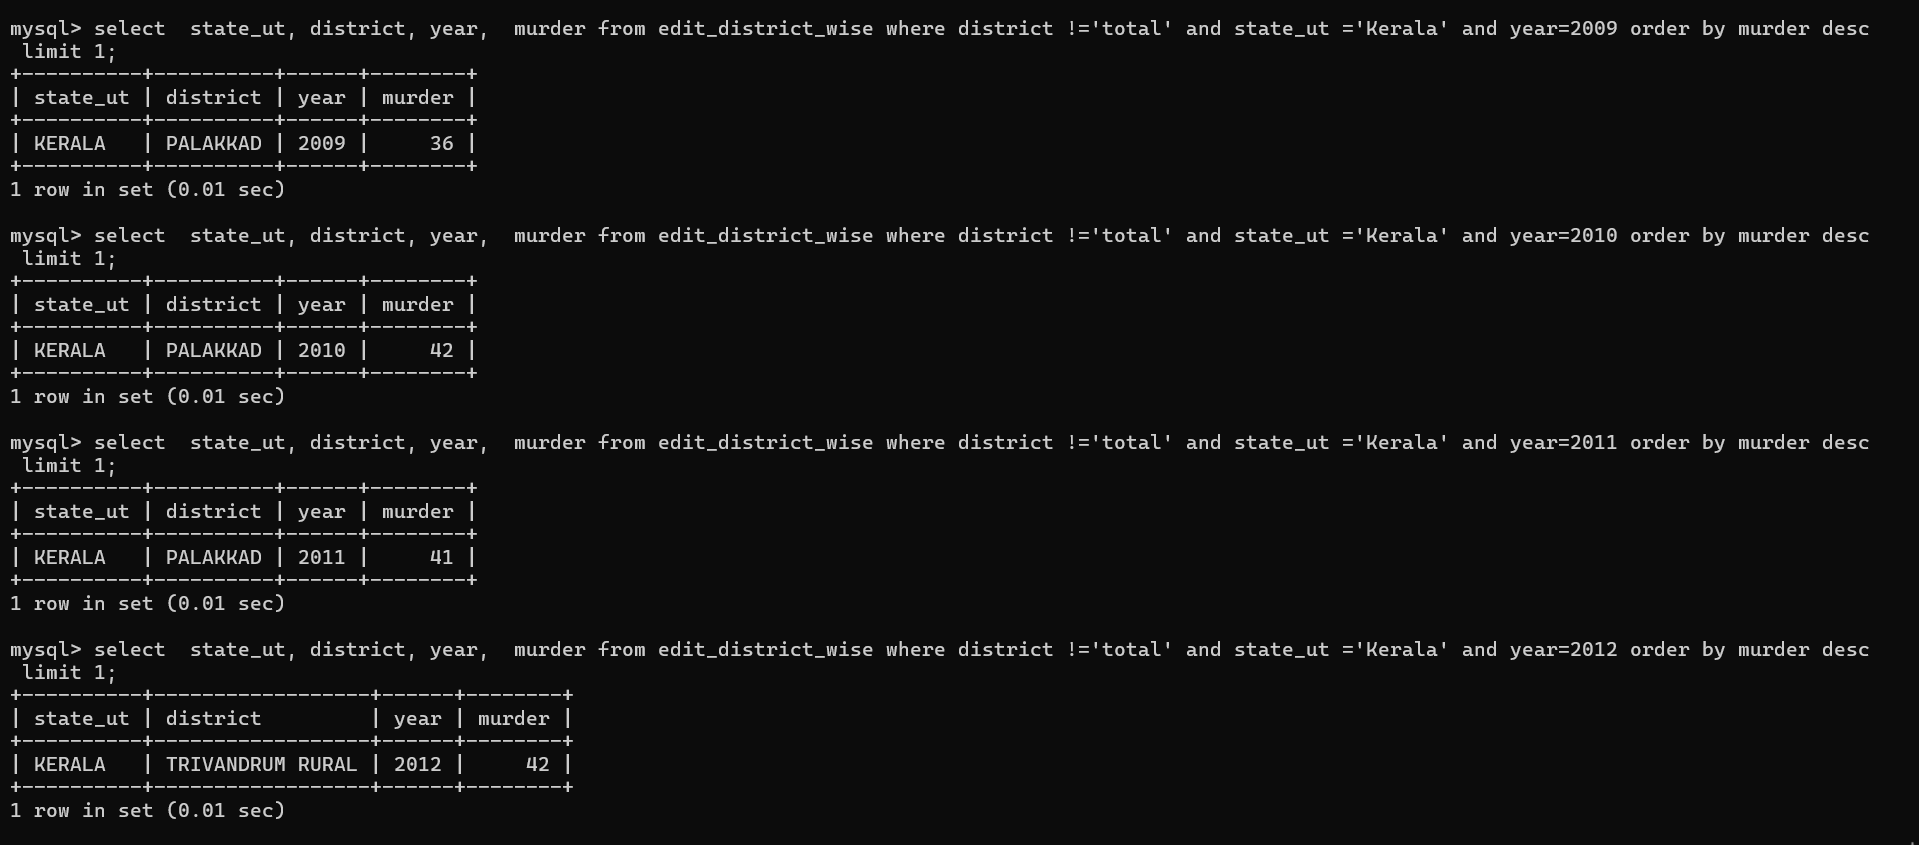 mysql> select  state_ut, district, year,  murder from edit_district_wise where district !='total' and state_ut ='Kerala' and year=2009 order by murder desc
 limit 1;
+----------+----------+------+--------+
| state_ut | district | year | murder |
+----------+----------+------+--------+
| KERALA   | PALAKKAD | 2009 |     36 |
+----------+----------+------+--------+
1 row in set (0.01 sec)

mysql> select  state_ut, district, year,  murder from edit_district_wise where district !='total' and state_ut ='Kerala' and year=2010 order by murder desc
 limit 1;
+----------+----------+------+--------+
| state_ut | district | year | murder |
+----------+----------+------+--------+
| KERALA   | PALAKKAD | 2010 |     42 |
+----------+----------+------+--------+
1 row in set (0.01 sec)

mysql> select  state_ut, district, year,  murder from edit_district_wise where district !='total' and state_ut ='Kerala' and year=2011 order by murder desc
 limit 1;
+----------+----------+------+--------+
| state_ut | district | year | murder |
+----------+----------+------+--------+
| KERALA   | PALAKKAD | 2011 |     41 |
+----------+----------+------+--------+
1 row in set (0.01 sec)

mysql> select  state_ut, district, year,  murder from edit_district_wise where district !='total' and state_ut ='Kerala' and year=2012 order by murder desc
 limit 1;
+----------+------------------+------+--------+
| state_ut | district         | year | murder |
+----------+------------------+------+--------+
| KERALA   | TRIVANDRUM RURAL | 2012 |     42 |
+----------+------------------+------+--------+
1 row in set (0.01 sec)